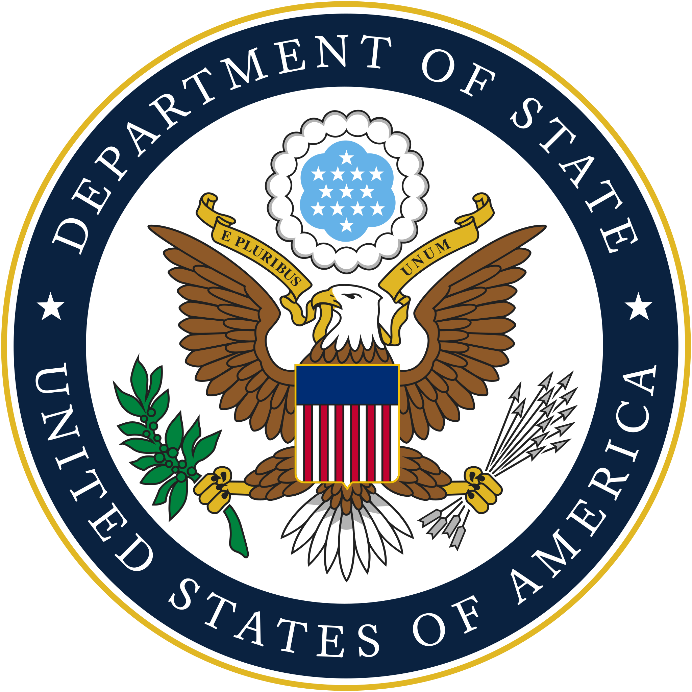 DEPARTMENT OF STATE
E PLURIBUS UNUM
UNITED STATES OF AMERICA